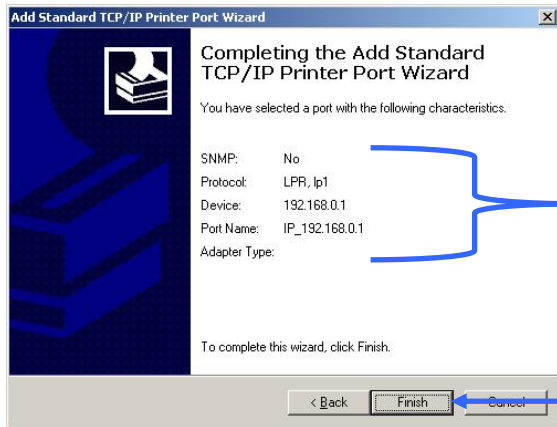 Add Standard TCP/IP Printer Port Wizard
Completing the Add Standard
TCP/IP Printer Port Wizard
You have selected a port with the following characteristics.
SNMP: No
Protocol: LPR, lp1
Device: 192.168.0.1
Port Name: IP_192.168.0.1
Adapter Type:
To complete this wizard, click Finish.
< Back Finish Cancel